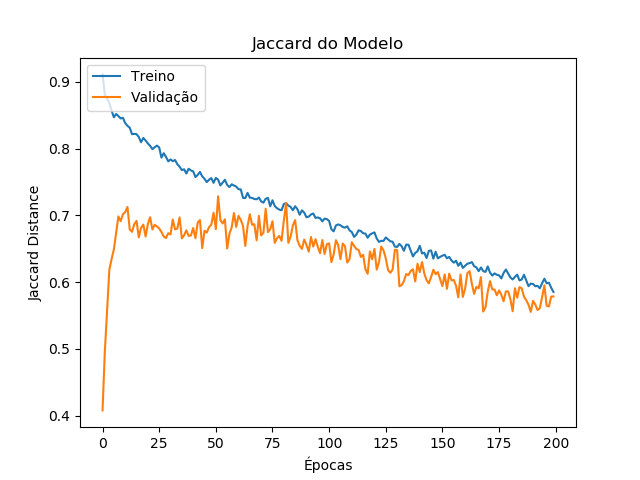 Jaccard do Modelo
Treino
Validação
Jaccard Distance
0.9
0.8
0.7
0.6
0.5
0.4
0 25 50 75 100 125 150 175 200
Épocas